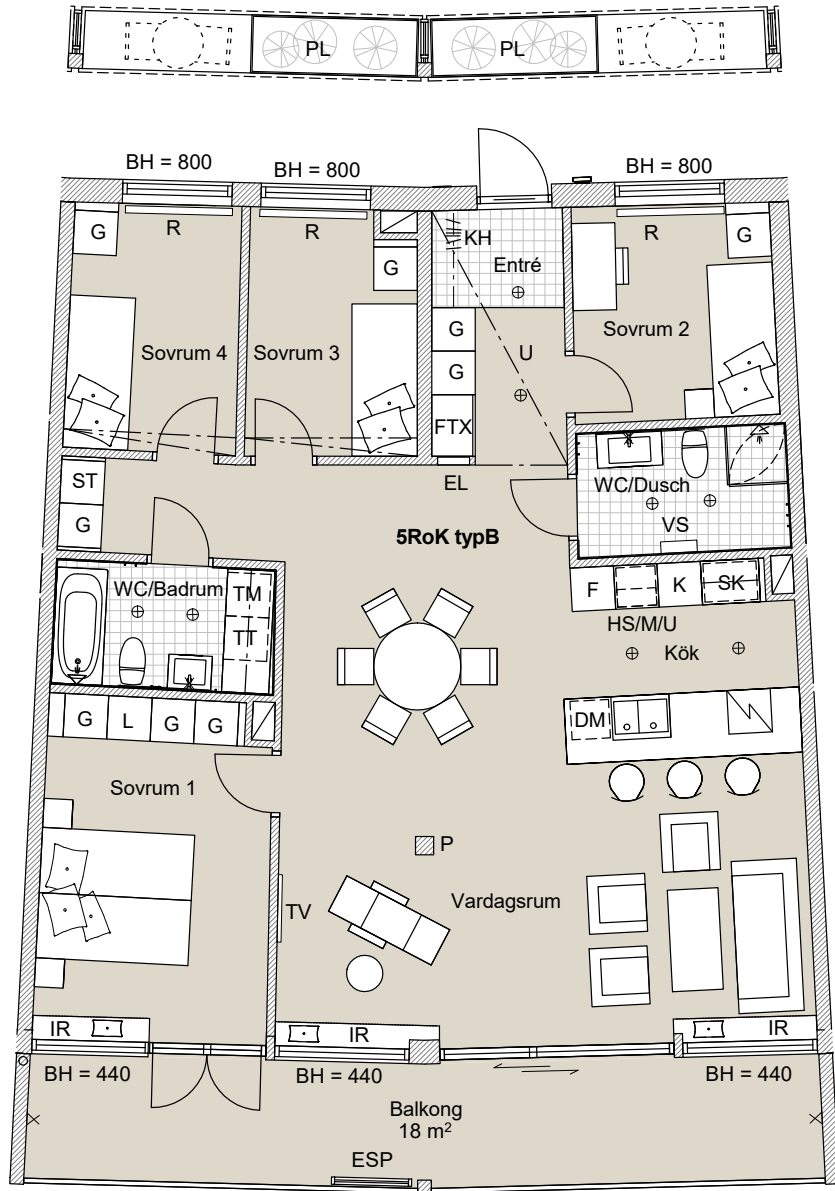 PL PL
BH = 800 BH = 800 BH = 800
G R R G KH Entré R G
Sovrum 4 Sovrum 3 G U Sovrum 2
G
FTX
ST EL WC/Dusch
G 5RoK typB VS
WC/Badrum TM F K SK
TT HS/M/U
Kök
G L G G DM
Sovrum 1
P
TV Vardagsrum
IR IR IR
BH = 440 BH = 440 BH = 440
Balkong
18 m²
ESP